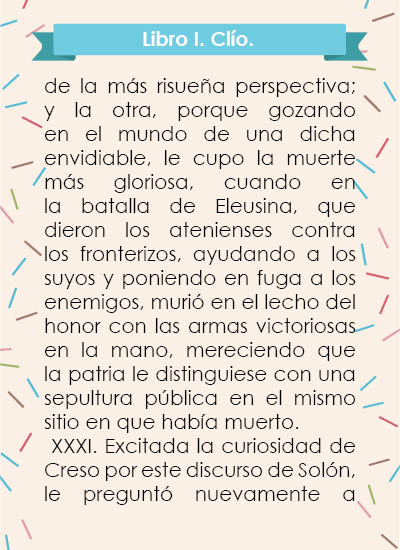 Libro I. Clío.
de la más risueña perspectiva;
y la otra, porque gozando
en el mundo de una dicha
envidiable, le cupo la muerte
más gloriosa, cuando en
la batalla de Eleusina, que
dieron los atenienses contra
los fronterizos, ayudando a los
suyos y poniendo en fuga a los
enemigos, murió en el lecho del
honor con las armas victoriosas
en la mano, mereciendo que
la patria le distinguiese con una
sepultura pública en el mismo
sitio en que había muerto.
XXXI. Excitada la curiosidad de
Creso por este discurso de Solón,
le preguntó nuevamente a